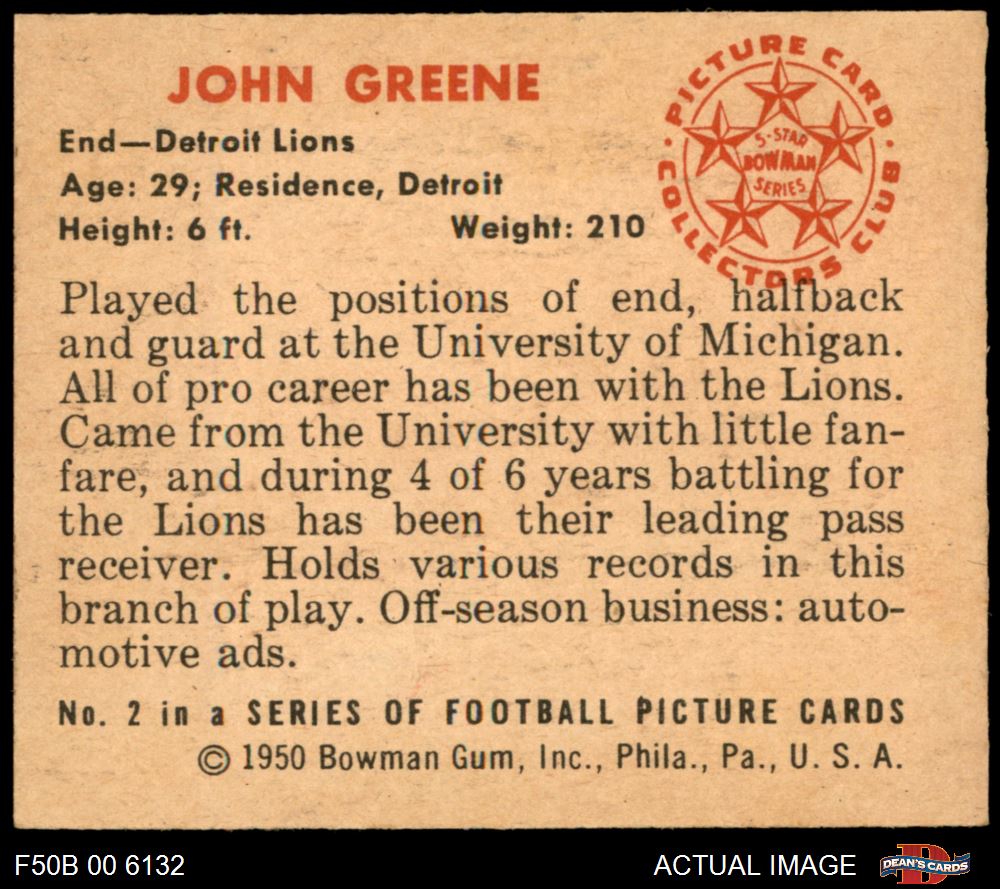 JOHN GREENE
PICTURE CARD
COLLECTORS CLUB
5-STAR
BOWMAN
SERIES
End—Detroit Lions
Age: 29; Residence, Detroit
Height: 6 ft. Weight: 210
Played the positions of end, halfback
and guard at the University of Michigan.
All of pro career has been with the Lions.
Came from the University with little fan-
fare, and during 4 of 6 years battling for
the Lions has been their leading pass
receiver. Holds various records in this
branch of play. Off-season business: auto-
motive ads.
No. 2 in a SERIES OF FOOTBALL PICTURE CARDS
© 1950 Bowman Gum, Inc., Phila., Pa., U. S. A.
F50B 00 6132 ACTUAL IMAGE DEAN'S CARDS